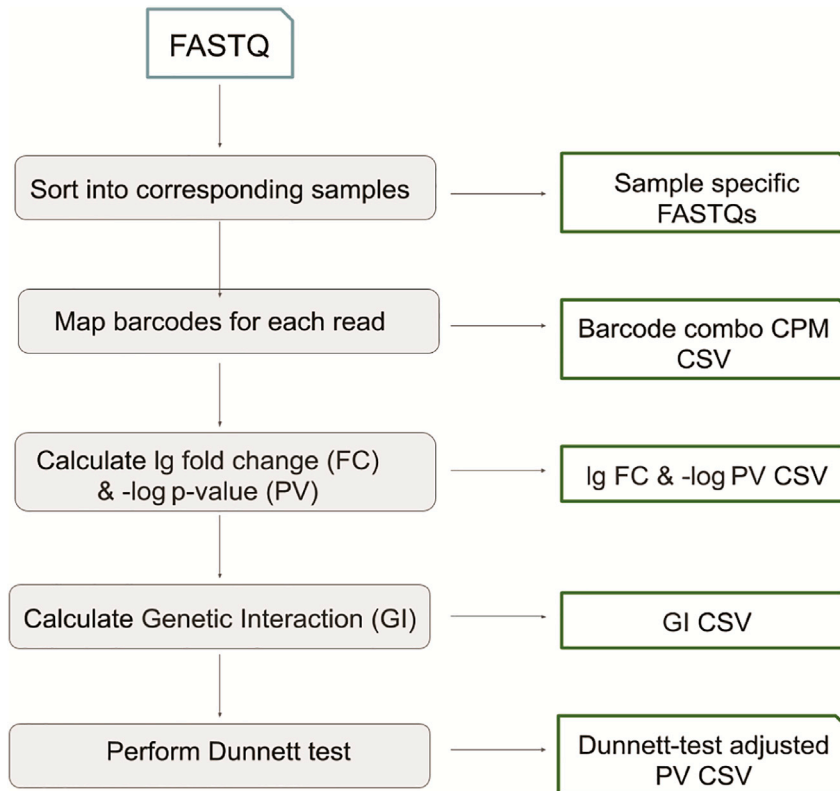 FASTQ
Sort into corresponding samples
Sample specific
FASTQs
Map barcodes for each read
Barcode combo CPM
CSV
Calculate lg fold change (FC)
& -log p-value (PV)
lg FC & -log PV CSV
Calculate Genetic Interaction (GI)
GI CSV
Perform Dunnett test
Dunnett-test adjusted
PV CSV